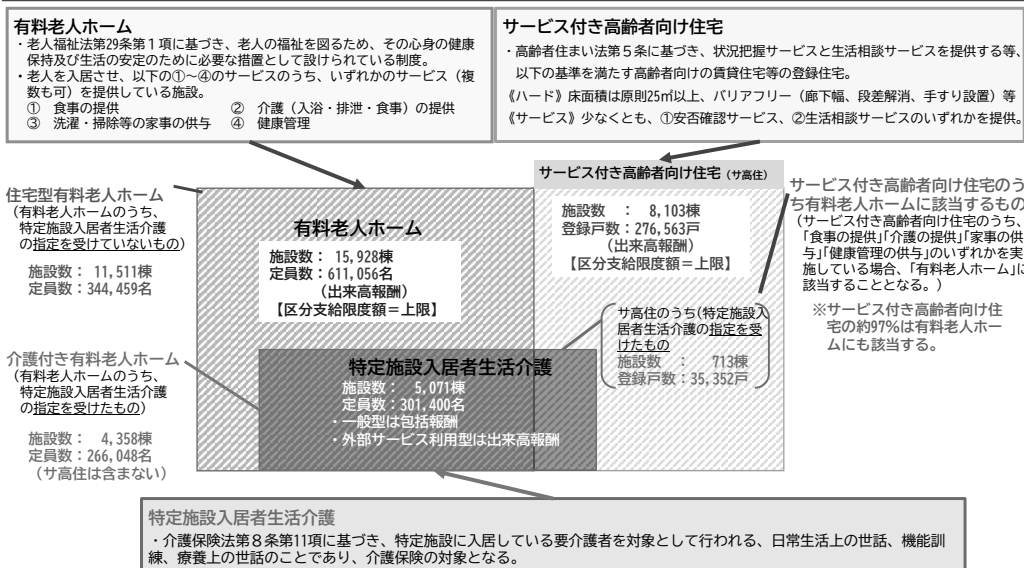 有料老人ホーム
・老人福祉法第29条第1項に基づき、老人の福祉を図るため、その心身の健康
保持及び生活の安定のために必要な措置として設けられている制度。
・老人を入居させ、以下の①～④のサービスのうち、いずれかのサービス（複
数も可）を提供している施設。
① 食事の提供　② 介護（入浴・排泄・食事）の提供
③ 洗濯・掃除等の家事の供与　④ 健康管理
サービス付き高齢者向け住宅
・高齢者住まい法第５条に基づき、状況把握サービスと生活相談サービスを提供する等、
以下の基準を満たす高齢者向けの賃貸住宅等の登録住宅。
《ハード》床面積は原則25㎡以上、バリアフリー（廊下幅、段差解消、手すり設置）等
《サービス》少なくとも、①安否確認サービス、②生活相談サービスのいずれかを提供。
サービス付き高齢者向け住宅（サ高住）
住宅型有料老人ホーム
（有料老人ホームのうち、
特定施設入居者生活介護
の指定を受けていないもの）
施設数： 11,511棟
定員数：344,459名
有料老人ホーム
施設数： 15,928棟
定員数：611,056名
（出来高報酬）
【区分支給限度額＝上限】
施設数 ： 8,103棟
登録戸数：276,563戸
（出来高報酬）
【区分支給限度額＝上限】
サービス付き高齢者向け住宅のう
ち有料老人ホームに該当するもの
（サービス付き高齢者向け住宅のうち、
「食事の提供」「介護の提供」「家事の供
与」「健康管理の供与」のいずれかを実
施している場合、「有料老人ホーム」に
該当することとなる。）
※サービス付き高齢者向け住
宅の約97%は有料老人ホー
ムにも該当する。
サ高住のうち(特定施設入
居者生活介護の指定を受
けたもの
施設数 ： 713棟
登録戸数：35,352戸
介護付き有料老人ホーム
（有料老人ホームのうち、
特定施設入居者生活介護
の指定を受けたもの）
施設数： 4,358棟
定員数：266,048名
（サ高住は含まない）
特定施設入居者生活介護
施設数： 5,071棟
定員数：301,400名
・一般型は包括報酬
・外部サービス利用型は出来高報酬
特定施設入居者生活介護
・介護保険法第８条第11項に基づき、特定施設に入居している要介護者を対象として行われる、日常生活上の世話、機能訓
練、療養上の世話のことであり、介護保険の対象となる。